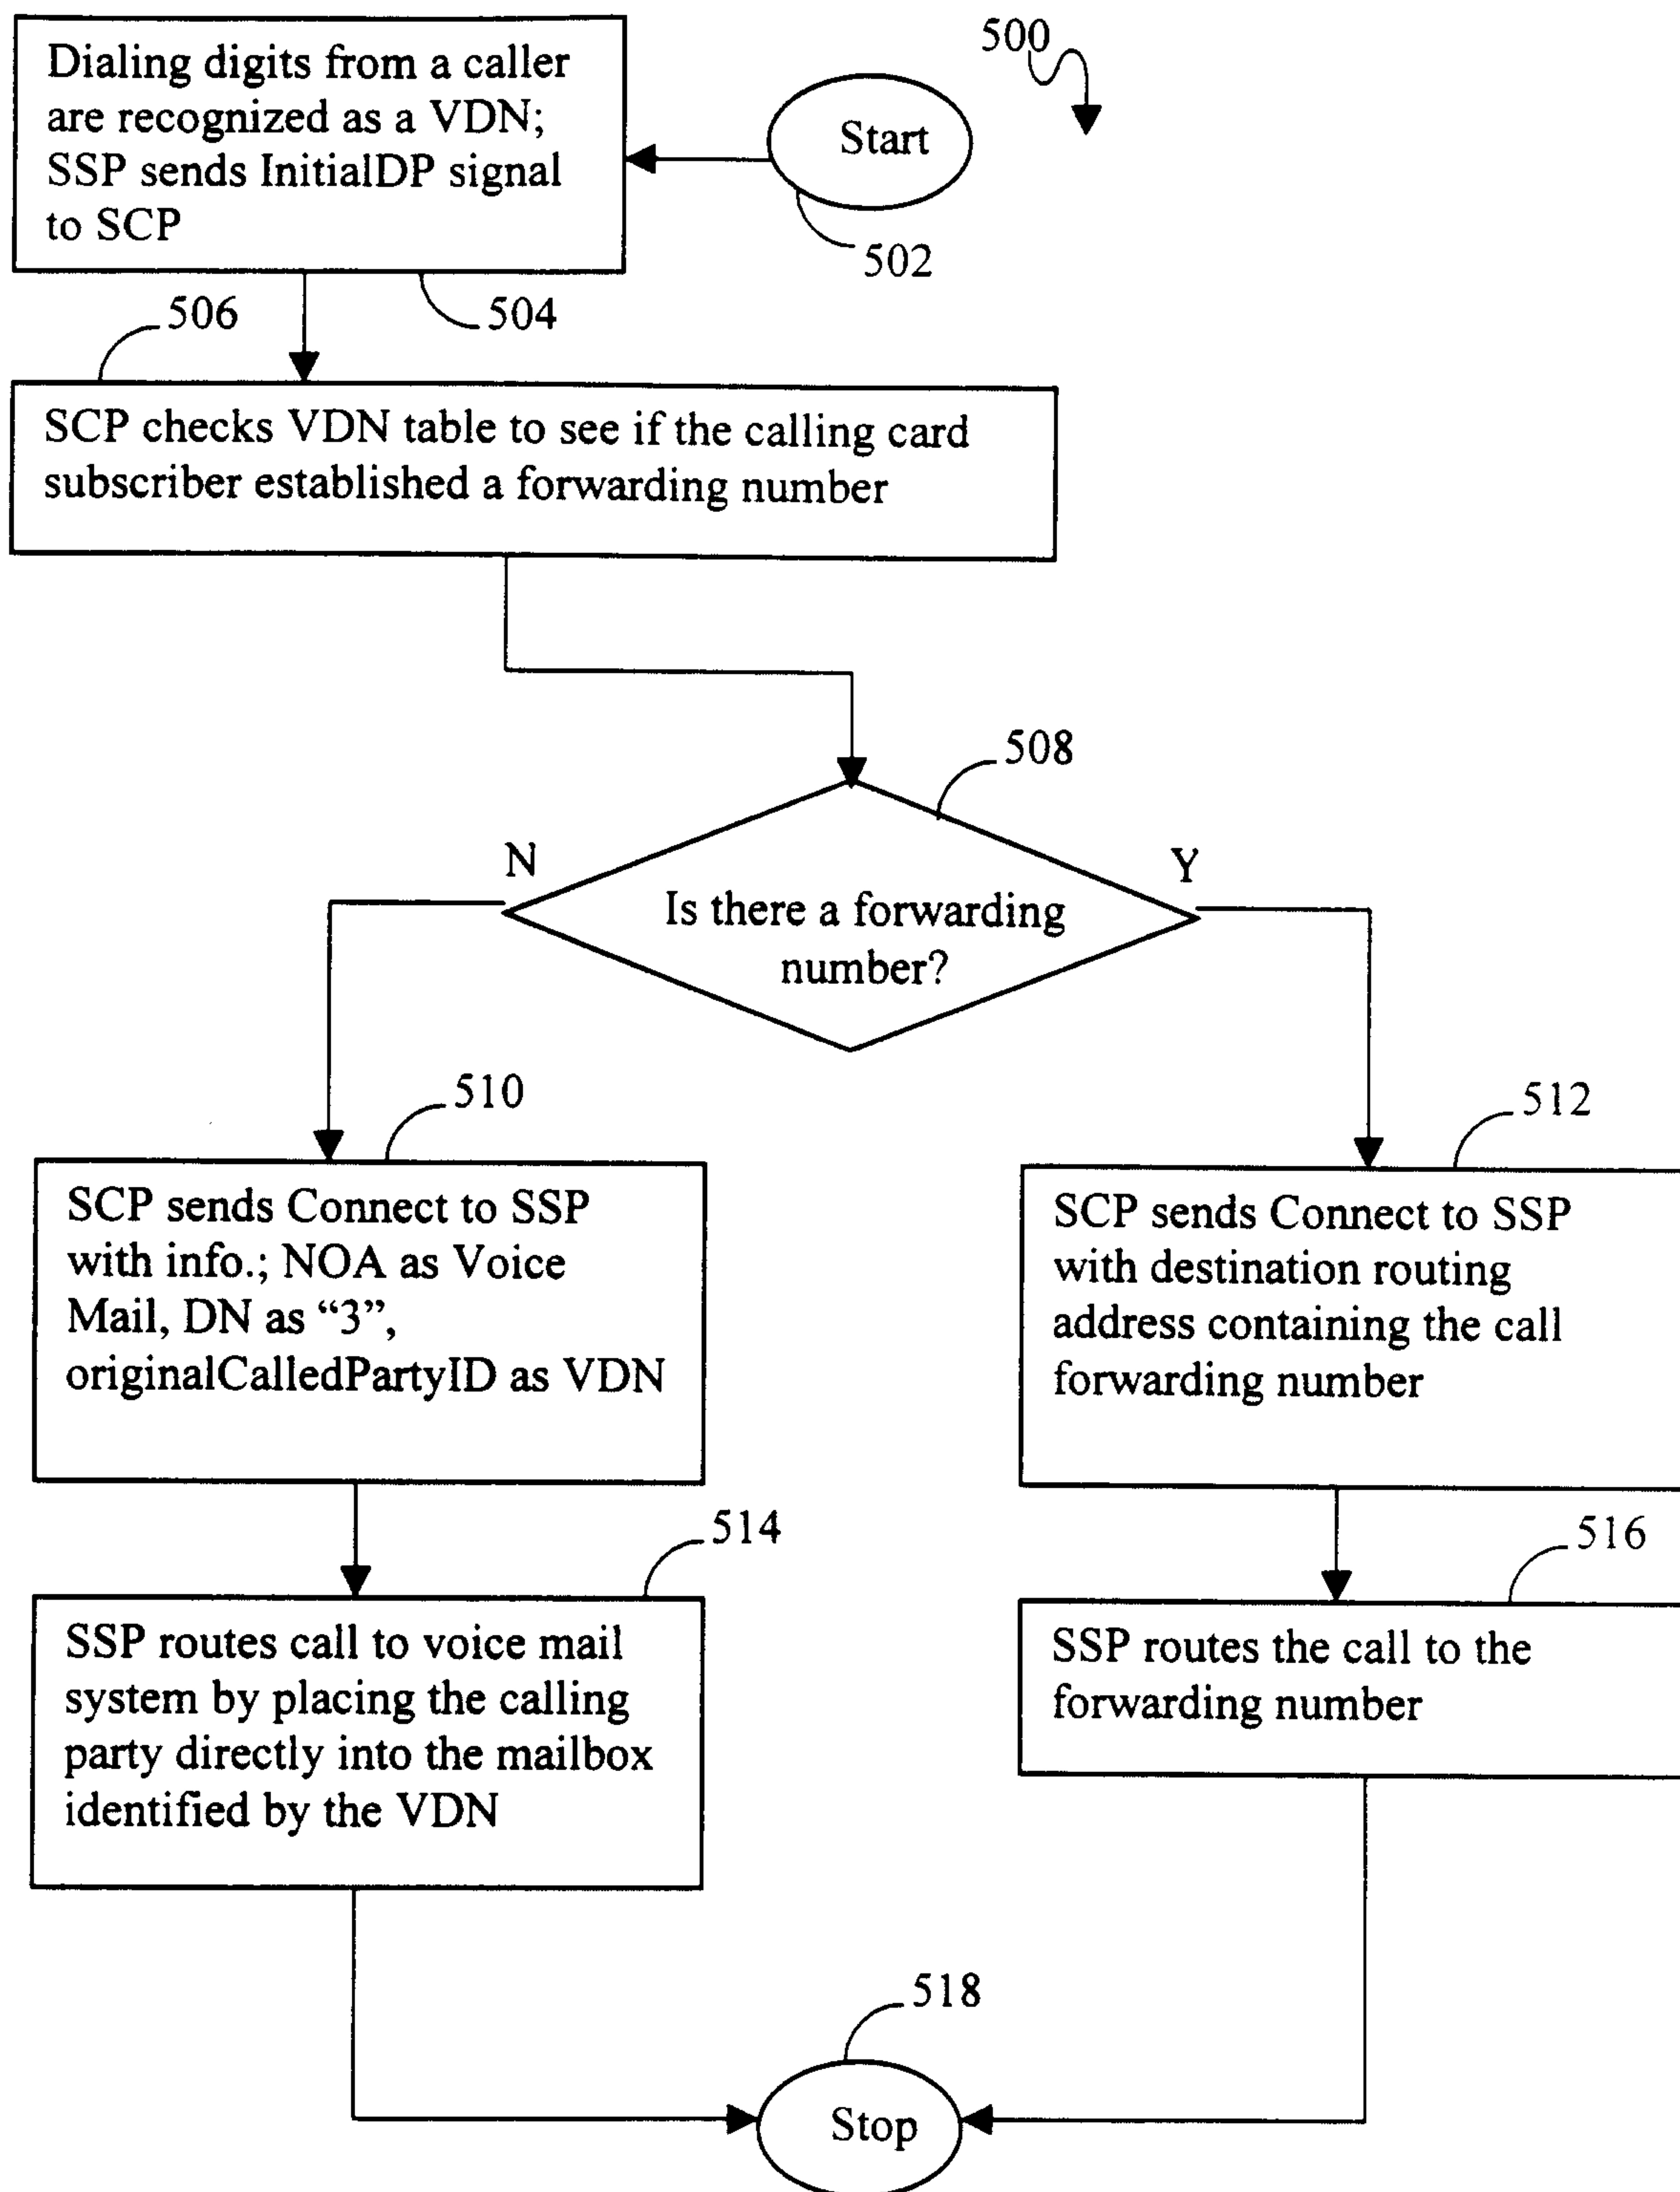 500
Dialing digits from a caller
are recognized as a VDN;
SSP sends InitialDP signal
to SCP
Start
502
504
506
SCP checks VDN table to see if the calling card
subscriber established a forwarding number
508
N
Y
Is there a forwarding
number?
510
512
SCP sends Connect to SSP
with info.; NOA as Voice
Mail, DN as “3”,
originalCalledPartyID as VDN
SCP sends Connect to SSP
with destination routing
address containing the call
forwarding number
514
516
SSP routes call to voice mail
system by placing the calling
party directly into the mailbox
identified by the VDN
SSP routes the call to the
forwarding number
518
Stop